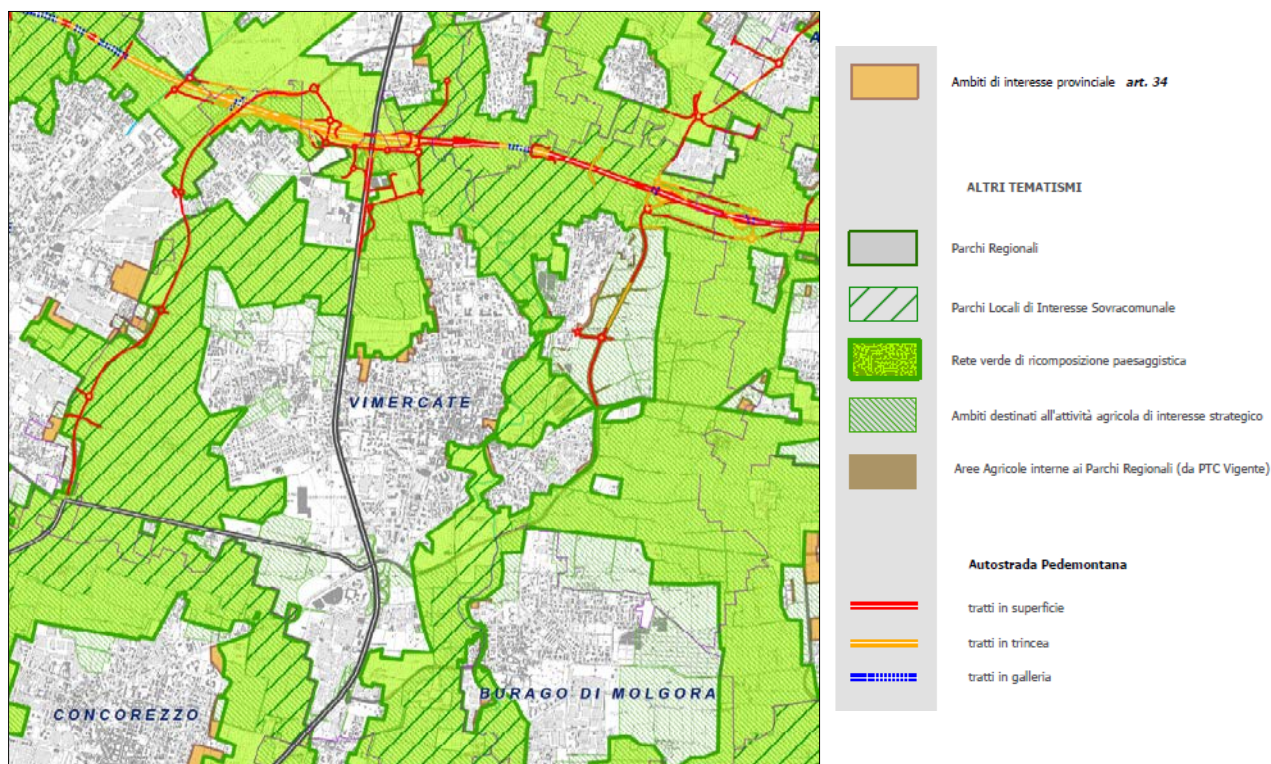 VIMERCATE
BURAGO DI MOLGORA
CONCOREZZO
Ambiti di interesse provinciale art. 34
ALTRI TEMATISMI
Parchi Regionali
Parchi Locali di Interesse Sovracomunale
Rete verde di ricomposizione paesaggistica
Ambiti destinati all'attività agricola di interesse strategico
Aree Agricole interne ai Parchi Regionali (da PTC Vigente)
Autostrada Pedemontana
tratti in superficie
tratti in trincea
tratti in galleria